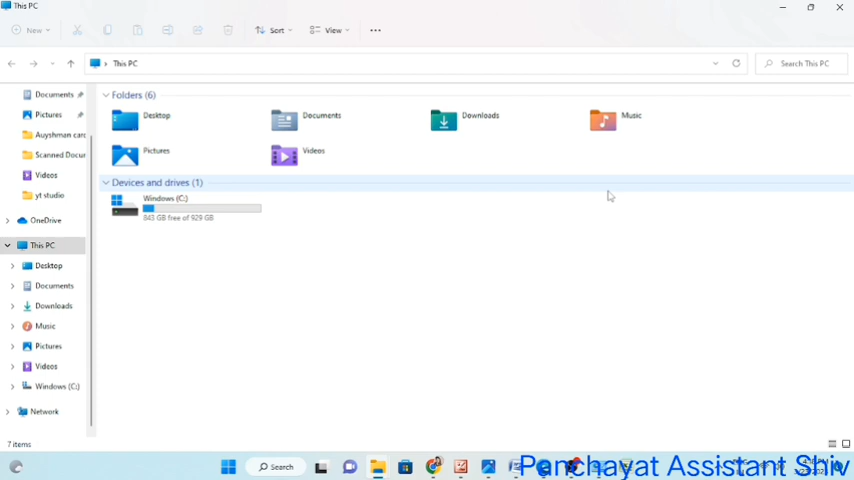 This PC
New
Sort
View
This PC
Search This PC
Documents
Pictures
Auyshman card
Scanned Docur
Videos
yt studio
OneDrive
This PC
Desktop
Documents
Downloads
Music
Pictures
Videos
Windows (C:)
Network
Folders (6)
Desktop
Documents
Downloads
Music
Pictures
Videos
Devices and drives (1)
Windows (C:)
843 GB free of 929 GB
7 items
Search
Panchayat Assistant Shiv